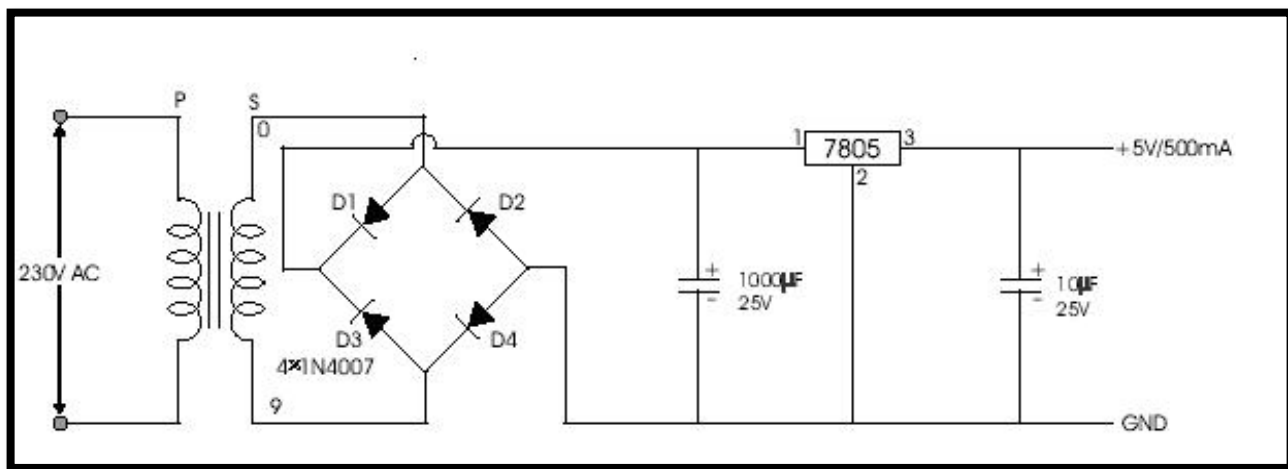 P
S
0
1
7805
3
2
+5V/500mA
D1
D2
230V AC
1000µF
25V
+
-
10µF
25V
+
-
D3
D4
4×1N4007
9
GND